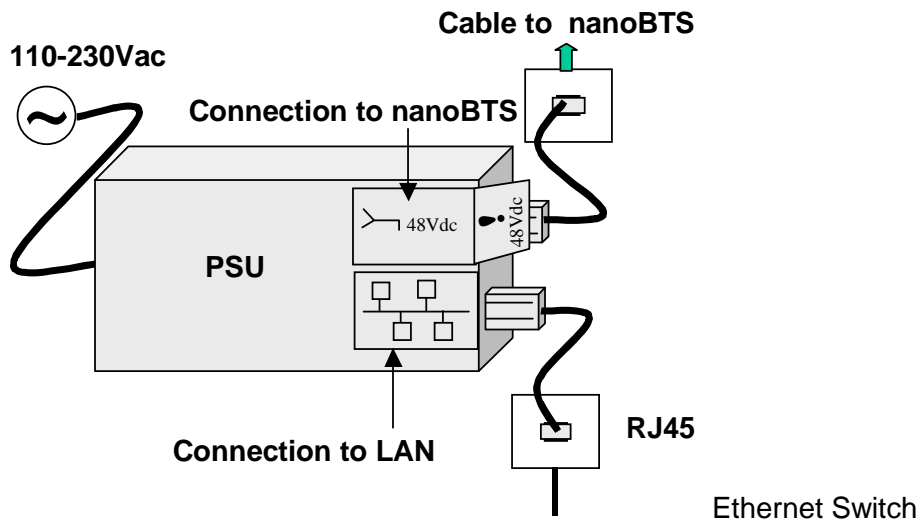 Cable to nanoBTS
110-230Vac
Connection to nanoBTS
48Vdc
48Vdc
PSU
Connection to LAN
RJ45
Ethernet Switch